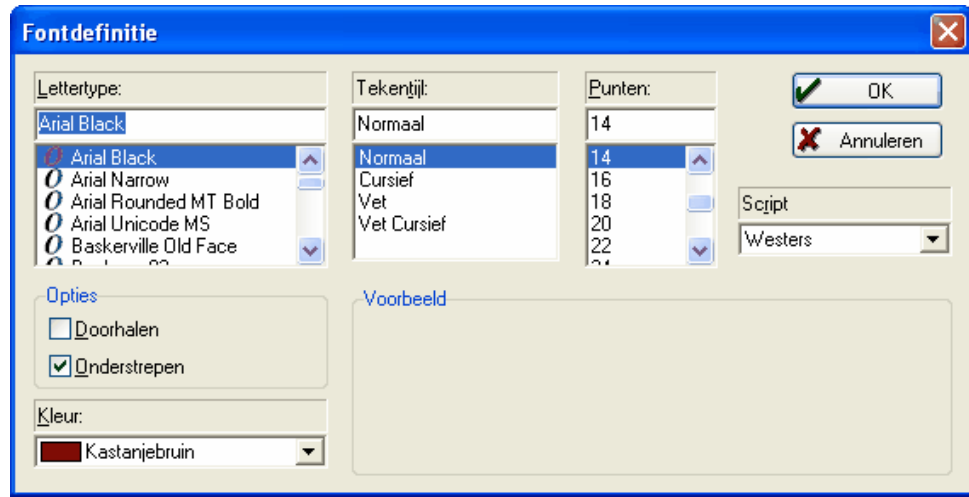 Fontdefinitie
Lettertype:
Arial Black
Arial Black
Arial Narrow
Arial Rounded MT Bold
Arial Unicode MS
Baskerville Old Face
Tekentijl:
Normaal
Normaal
Cursief
Vet
Vet Cursief
Punten:
14
14
16
18
20
22
OK
Annuleren
Script
Westers
Opties
Doorhalen
Onderstrepen
Kleur:
Kastanjebruin
Voorbeeld